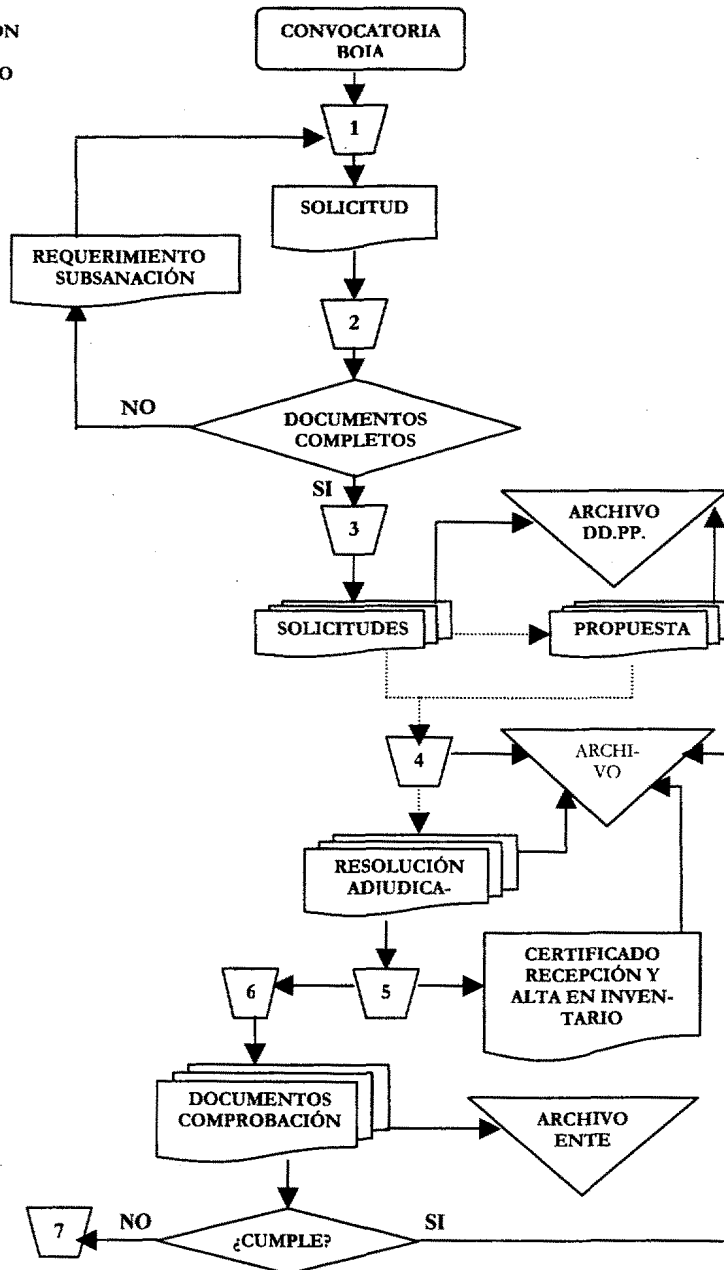 ON
O
CONVOCATORIA
BOJA
1
SOLICITUD
REQUERIMIENTO
SUBSANACIÓN
2
NO
DOCUMENTOS
COMPLETOS
SI
3
ARCHIVO
DD.PP.
SOLICITUDES
PROPUESTA
4
ARCHI-
VO
RESOLUCIÓN
ADJUDICA-
CERTIFICADO
RECEPCIÓN Y
ALTA EN INVEN-
TARIO
6
5
DOCUMENTOS
COMPROBACIÓN
ARCHIVO
ENTE
7
NO
¿CUMPLE?
SI